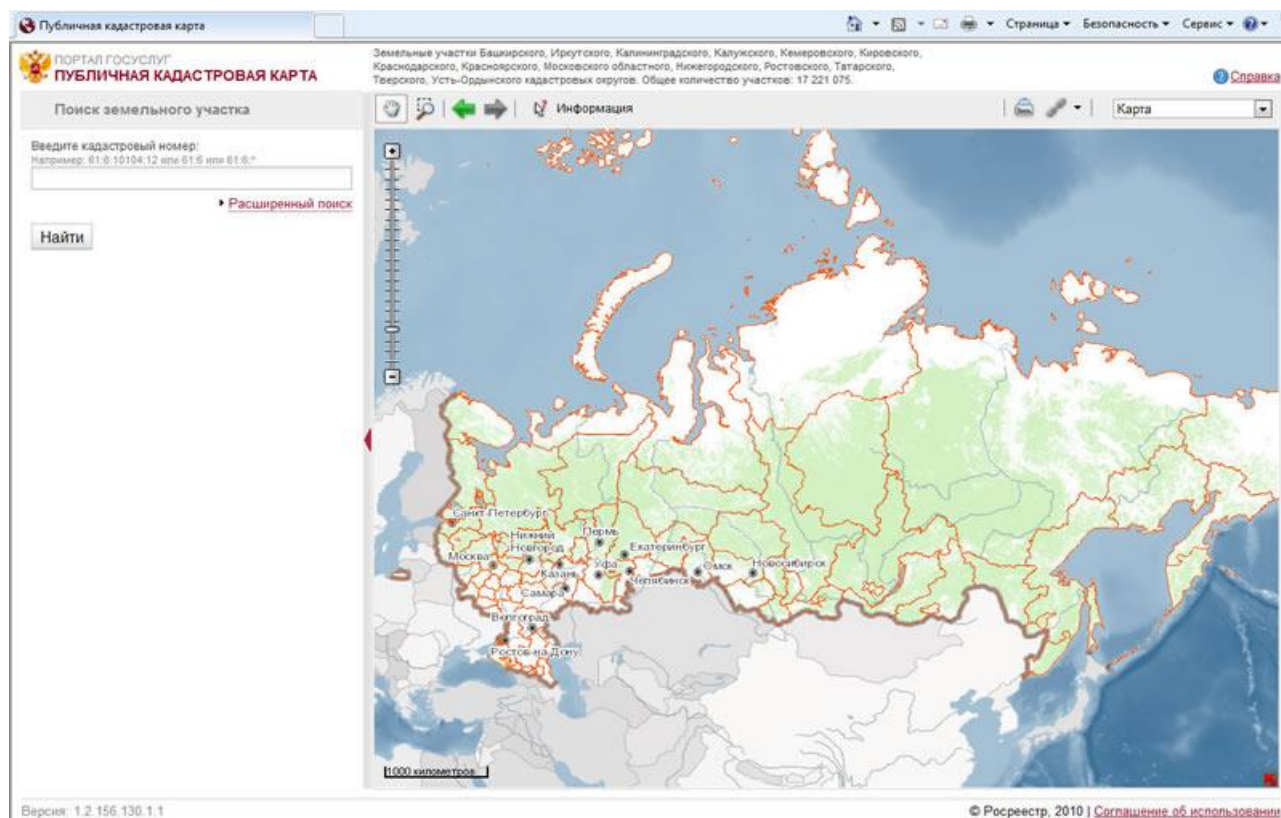 Публичная кадастровая карта
Страница
Безопасность
Сервис
ПОРТАЛ ГОСУСЛУГ
ПУБЛИЧНАЯ КАДАСТРОВАЯ КАРТА
Земельные участки Башкирского, Иркутского, Калининградского, Калужского, Кемеровского, Кировского,
Краснодарского, Красноярского, Московского областного, Нижегородского, Ростовского, Татарского,
Тверского, Усть-Ордынского кадастровых округов. Общее количество участков: 17 221 075.
Справка
Поиск земельного участка
Информация
Карта
Введите кадастровый номер:
Например: 61:6:10104:12 или 61:6 или 61:6:*
Расширенный поиск
Найти
Санкт-Петербург
Нижний
Новгород
Пермь
Москва
Екатеринбург
Казань
Уфа
Челябинск
Омск
Новосибирск
Самара
Волгоград
Ростов-на-Дону
1000 километров
Версия: 1.2.156.130.1.1
© Росреестр, 2010 | Соглашение об использовании